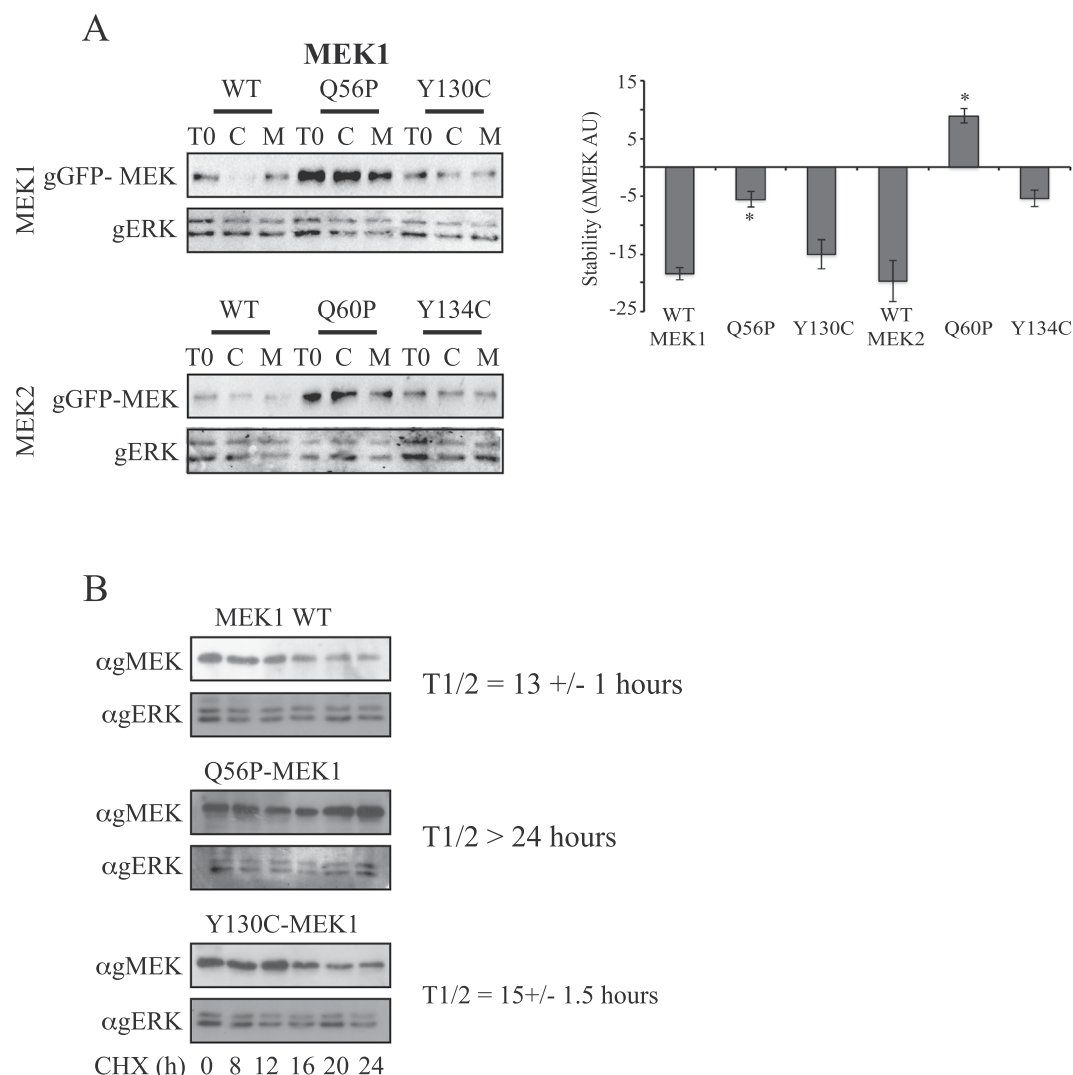 A
MEK1
WT Q56P Y130C
T0 C M T0 C M T0 C M
MEK1
gGFP- MEK
gERK
WT Q60P Y134C
T0 C M T0 C M T0 C M
MEK2
gGFP-MEK
gERK
Stability (ΔMEK AU)
15
5
-5
-15
-25
*
*
WT MEK1
Q56P
Y130C
WT MEK2
Q60P
Y134C
B
MEK1 WT
αgMEK
αgERK
T1/2 = 13 +/- 1 hours
Q56P-MEK1
αgMEK
αgERK
T1/2 > 24 hours
Y130C-MEK1
αgMEK
αgERK
T1/2 = 15+/- 1.5 hours
CHX (h) 0 8 12 16 20 24